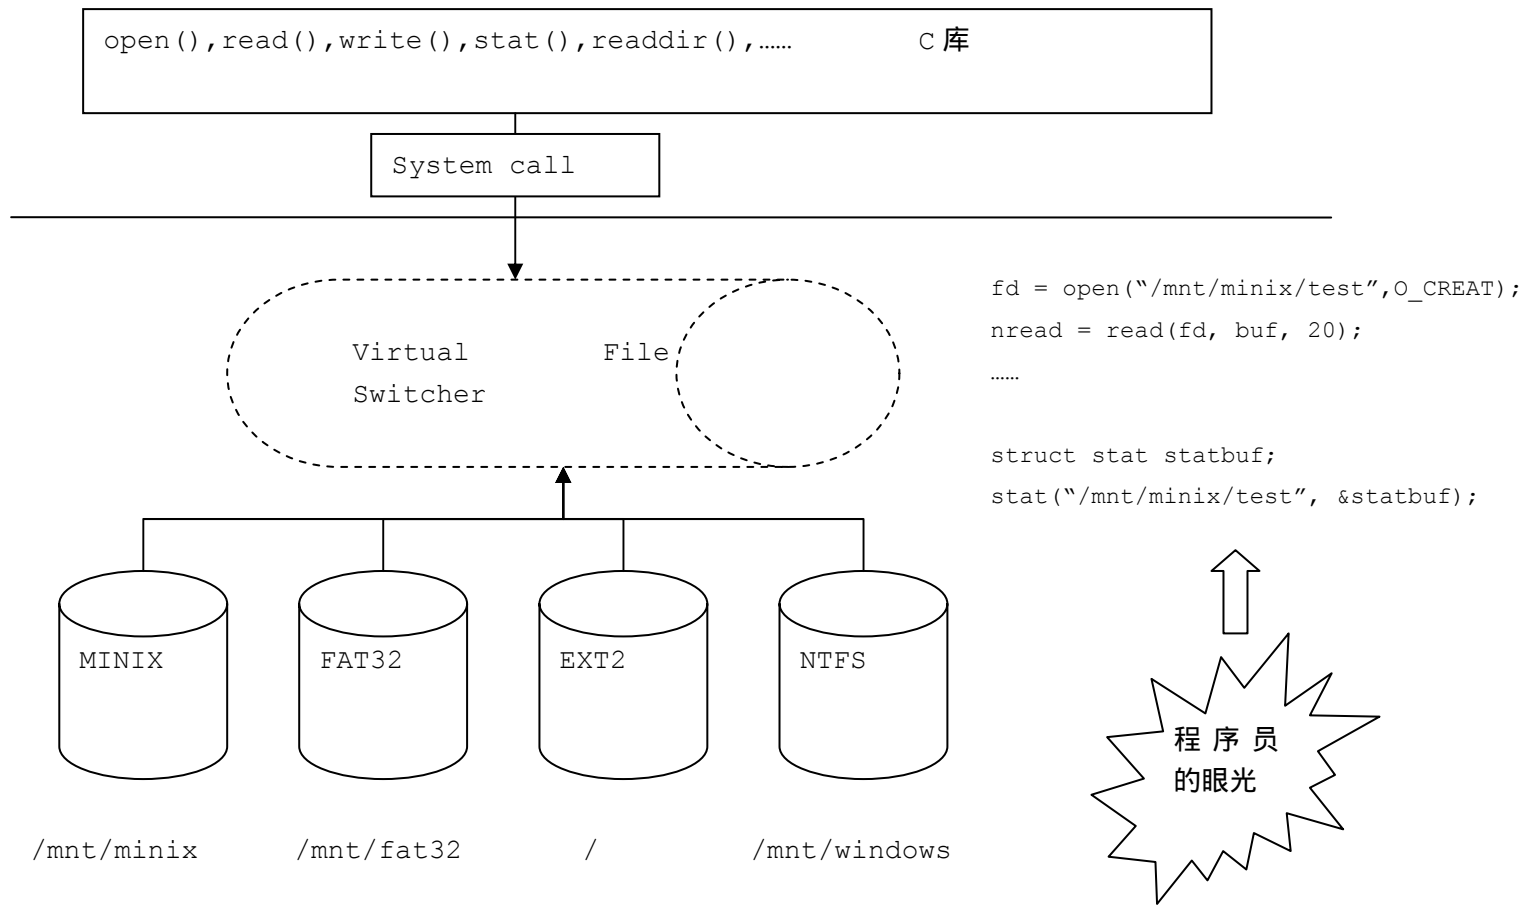 open(),read(),write(),stat(),readdir(),…… C 库
System call
Virtual File
Switcher
fd = open(“/mnt/minix/test”,O_CREAT);
nread = read(fd, buf, 20);
……
struct stat statbuf;
stat(“/mnt/minix/test”, &statbuf);
MINIX
FAT32
EXT2
NTFS
程 序 员
的眼光
/mnt/minix
/mnt/fat32
/
/mnt/windows